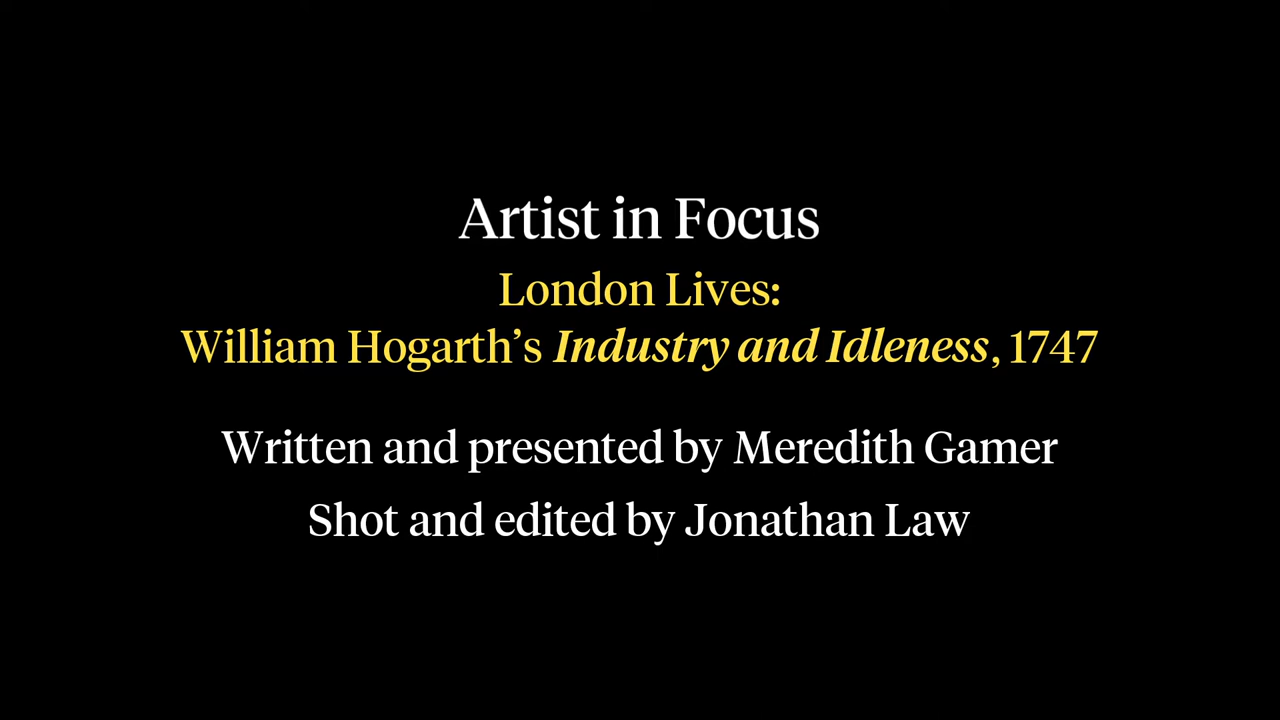 Artist in Focus
London Lives:
William Hogarth’s Industry and Idleness, 1747
Written and presented by Meredith Gamer
Shot and edited by Jonathan Law